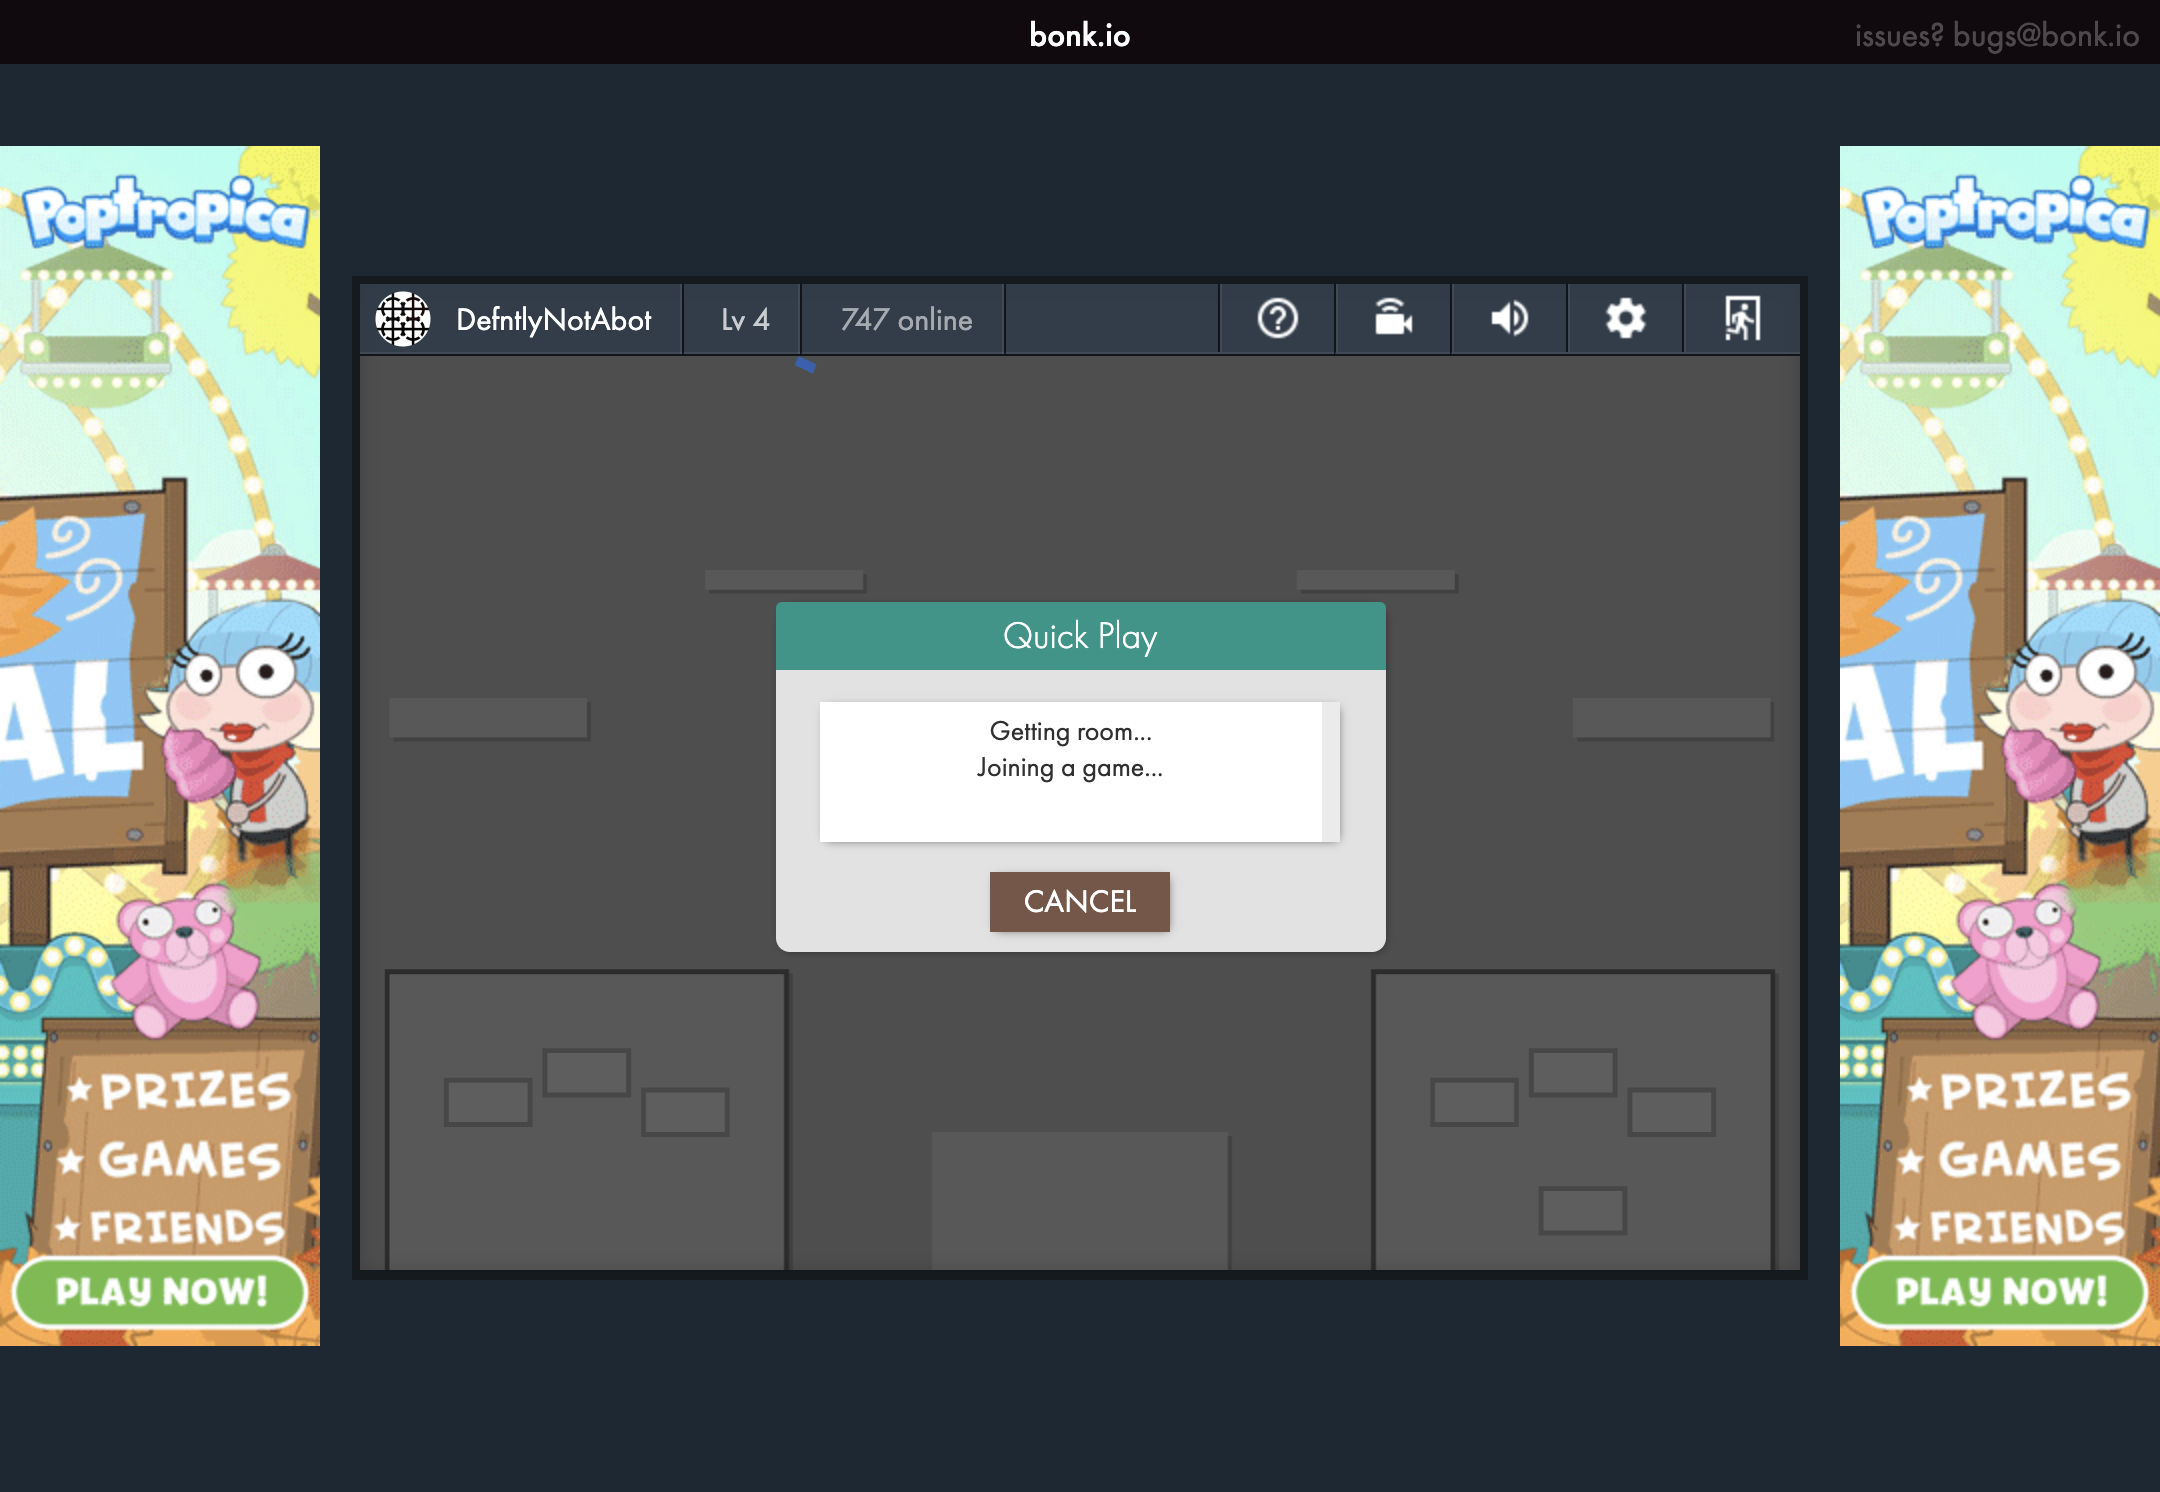 bonk.io
issues? bugs@bonk.io
Poptropica
Poptropica
DefntlyNotAbot
Lv 4
747 online
Quick Play
Getting room...
Joining a game...
CANCEL
AL
AL
PRIZES
GAMES
FRIENDS
PLAY NOW!
PRIZES
GAMES
FRIENDS
PLAY NOW!